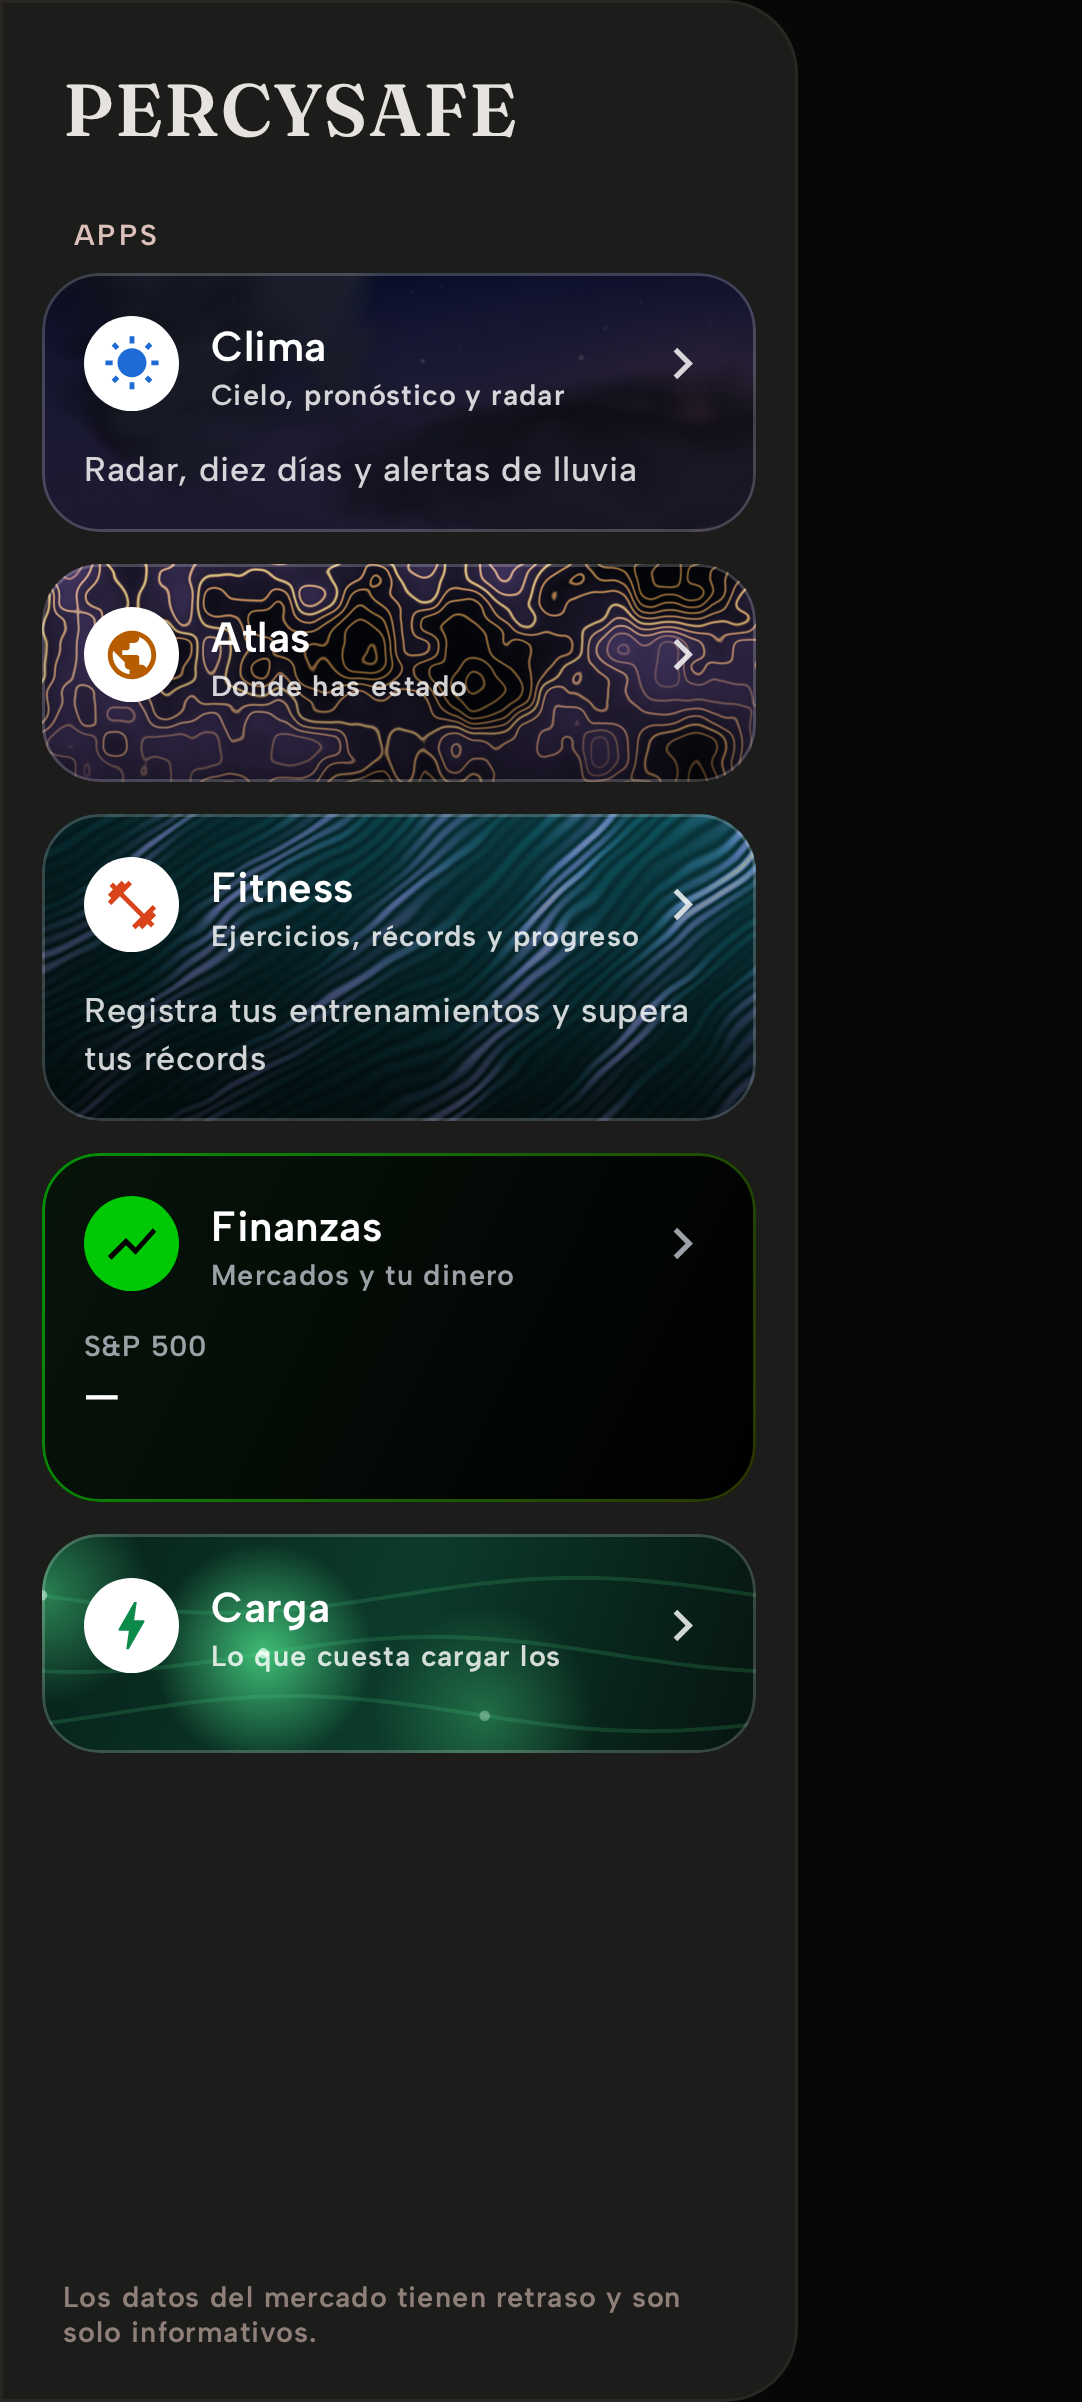 PERCYSAFE
APPS
Clima
Cielo, pronóstico y radar
Radar, diez días y alertas de lluvia
Atlas
Donde has estado
Fitness
Ejercicios, récords y progreso
Registra tus entrenamientos y supera
tus récords
Finanzas
Mercados y tu dinero
S&P 500
—
Carga
Lo que cuesta cargar los
Los datos del mercado tienen retraso y son
solo informativos.